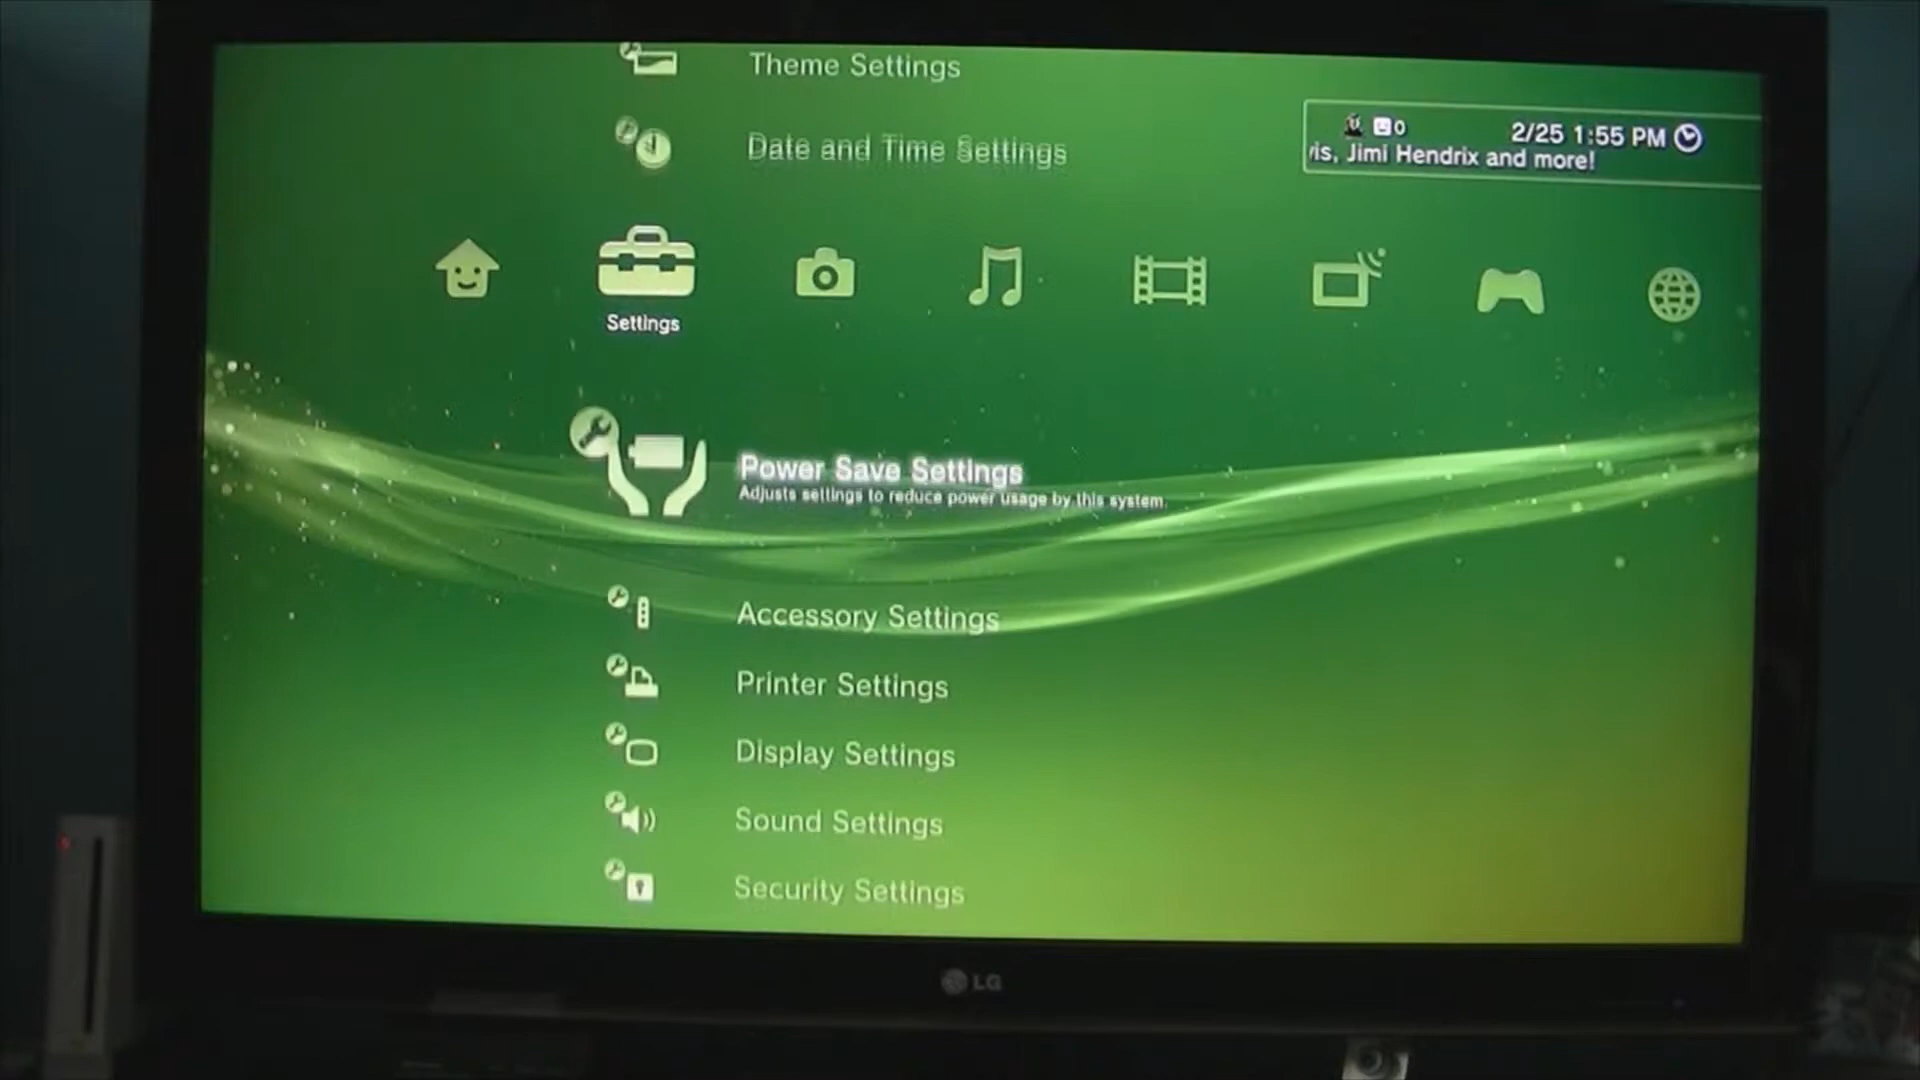 Theme Settings
Date and Time Settings
0 2/25 1:55 PM
is, Jimi Hendrix and more!
Settings
Power Save Settings
Adjusts settings to reduce power usage by this system.
Accessory Settings
Printer Settings
Display Settings
Sound Settings
Security Settings
LG